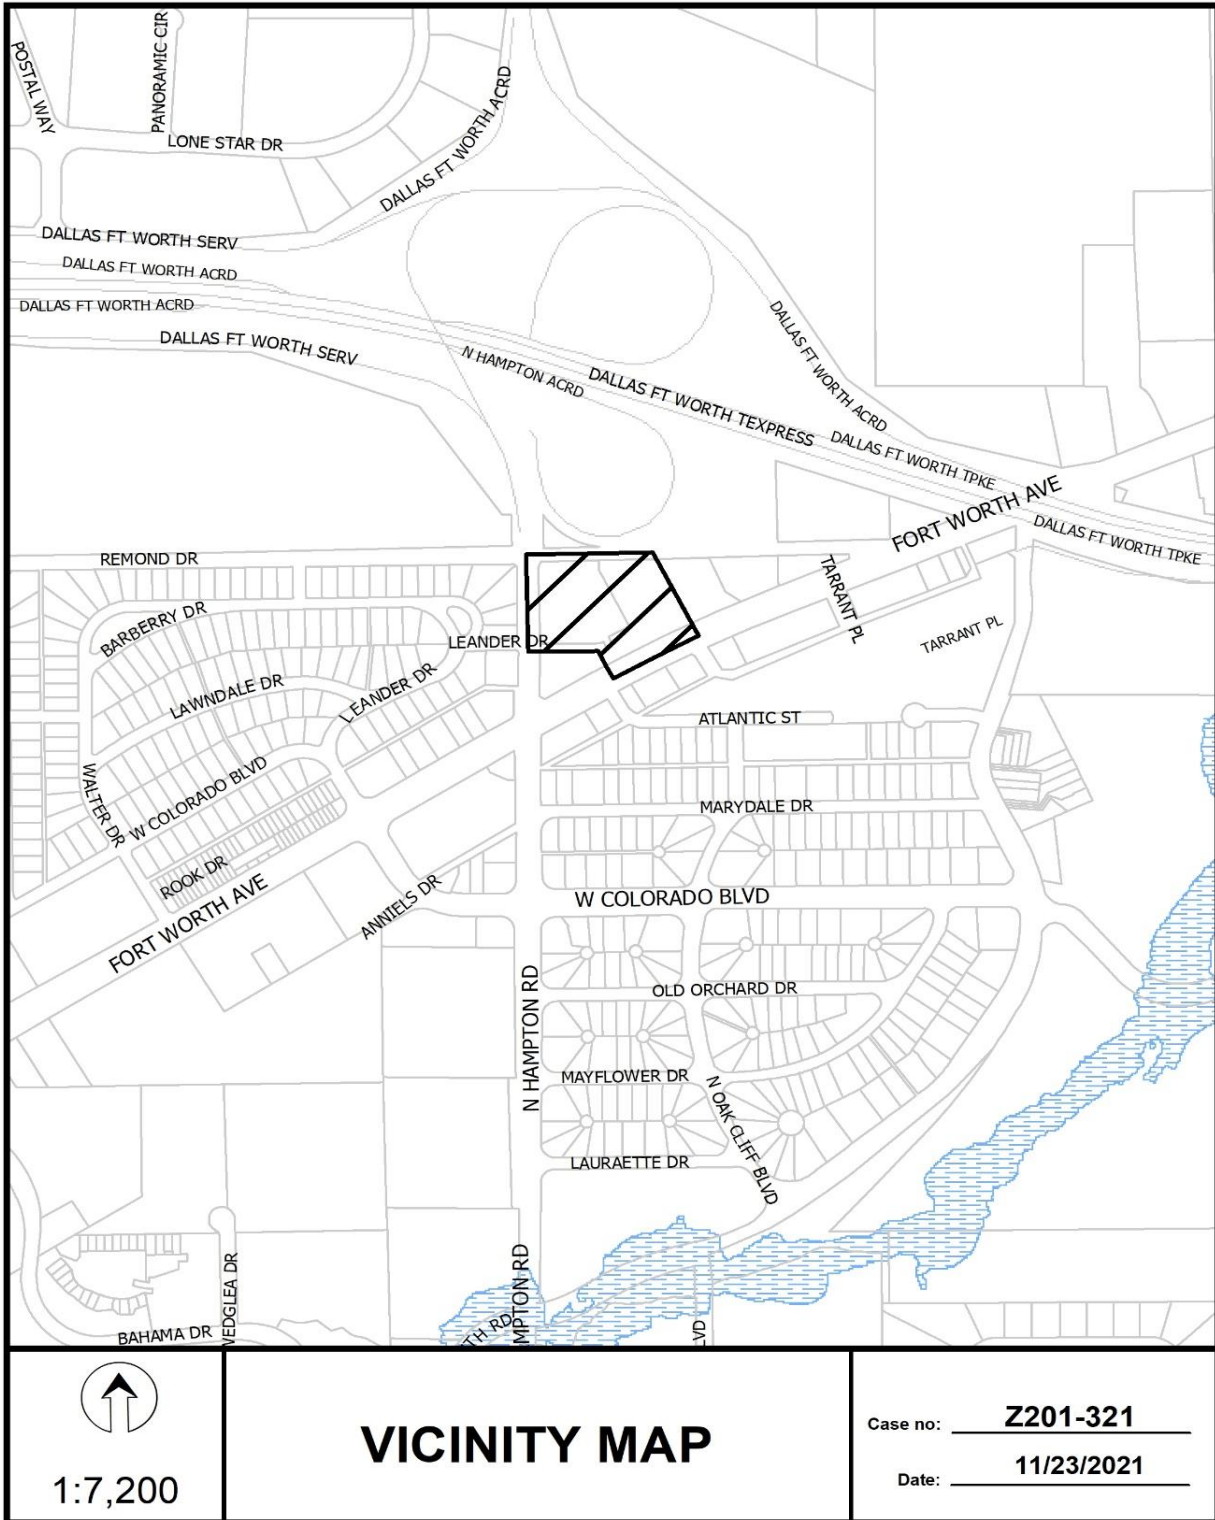 POSTAL WAY
PANORAMIC CIR
LONE STAR DR
DALLAS FT WORTH ACRD
DALLAS FT WORTH SERV
DALLAS FT WORTH ACRD
DALLAS FT WORTH ACRD
DALLAS FT WORTH SERV
N HAMPTON ACRD
DALLAS FT WORTH TEXPRESS
DALLAS FT WORTH ACRD
DALLAS FT WORTH TPKE
FORT WORTH AVE
DALLAS FT WORTH TPKE
REMOND DR
TARRANT PL
BARBERRY DR
LEANDER DR
TARRANT PL
LAWNDALE DR
LEANDER DR
ATLANTIC ST
WALTER DR
W COLORADO BLVD
MARYDALE DR
ROOK DR
FORT WORTH AVE
ANNIELS DR
W COLORADO BLVD
N HAMPTON RD
OLD ORCHARD DR
MAYFLOWER DR
N OAK CLIFF BLVD
LAURAETTE DR
BAHAMA DR
VEDGLEA DR
TH RD
MPTON RD
LVD
1:7,200
VICINITY MAP
Case no: Z201-321
Date: 11/23/2021